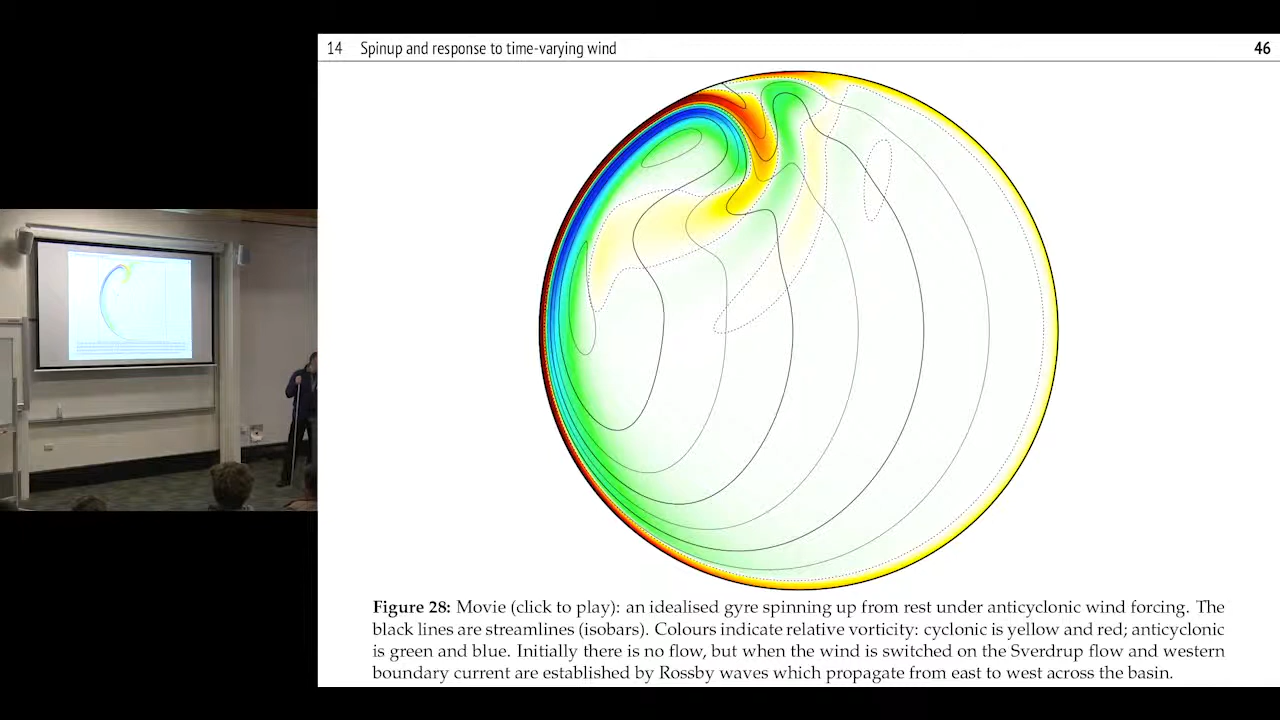 14 Spinup and response to time-varying wind 46
Figure 28: Movie (click to play): an idealised gyre spinning up from rest under anticyclonic wind forcing. The
black lines are streamlines (isobars). Colours indicate relative vorticity: cyclonic is yellow and red; anticyclonic
is green and blue. Initially there is no flow, but when the wind is switched on the Sverdrup flow and western
boundary current are established by Rossby waves which propagate from east to west across the basin.